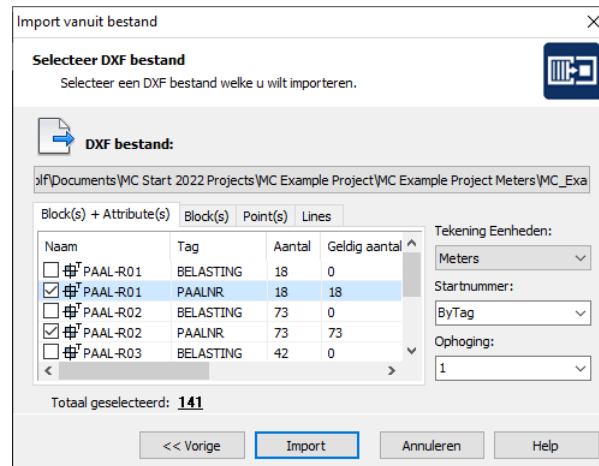 Import vanuit bestand
Selecteer DXF bestand
Selecteer een DXF bestand welke u wilt importeren.
DXF bestand:
olf\Documents\MC Start 2022 Projects\MC Example Project\MC Example Project Meters\MC_Exa
Block(s) + Attribute(s) Block(s) Point(s) Lines
Naam Tag Aantal Geldig aantal
PAAL-R01 BELASTING 18 0
PAAL-R01 PAALNR 18 18
PAAL-R02 BELASTING 73 0
PAAL-R02 PAALNR 73 73
PAAL-R03 BELASTING 42 0
Tekening Eenheden:
Meters
Startnummer:
ByTag
Ophoging:
1
Totaal geselecteerd: 141
<< Vorige Import Annuleren Help